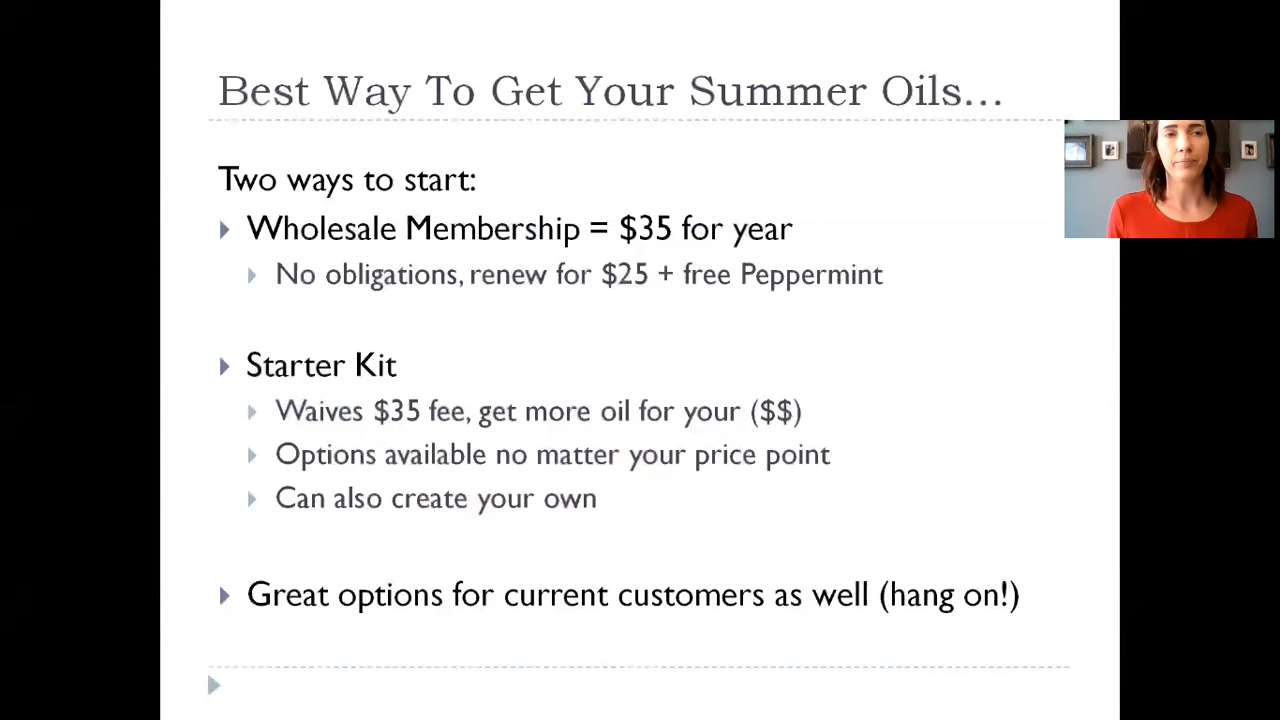 Best Way To Get Your Summer Oils...
Two ways to start:
Wholesale Membership = $35 for year
No obligations, renew for $25 + free Peppermint
Starter Kit
Waives $35 fee, get more oil for your ($$)
Options available no matter your price point
Can also create your own
Great options for current customers as well (hang on!)